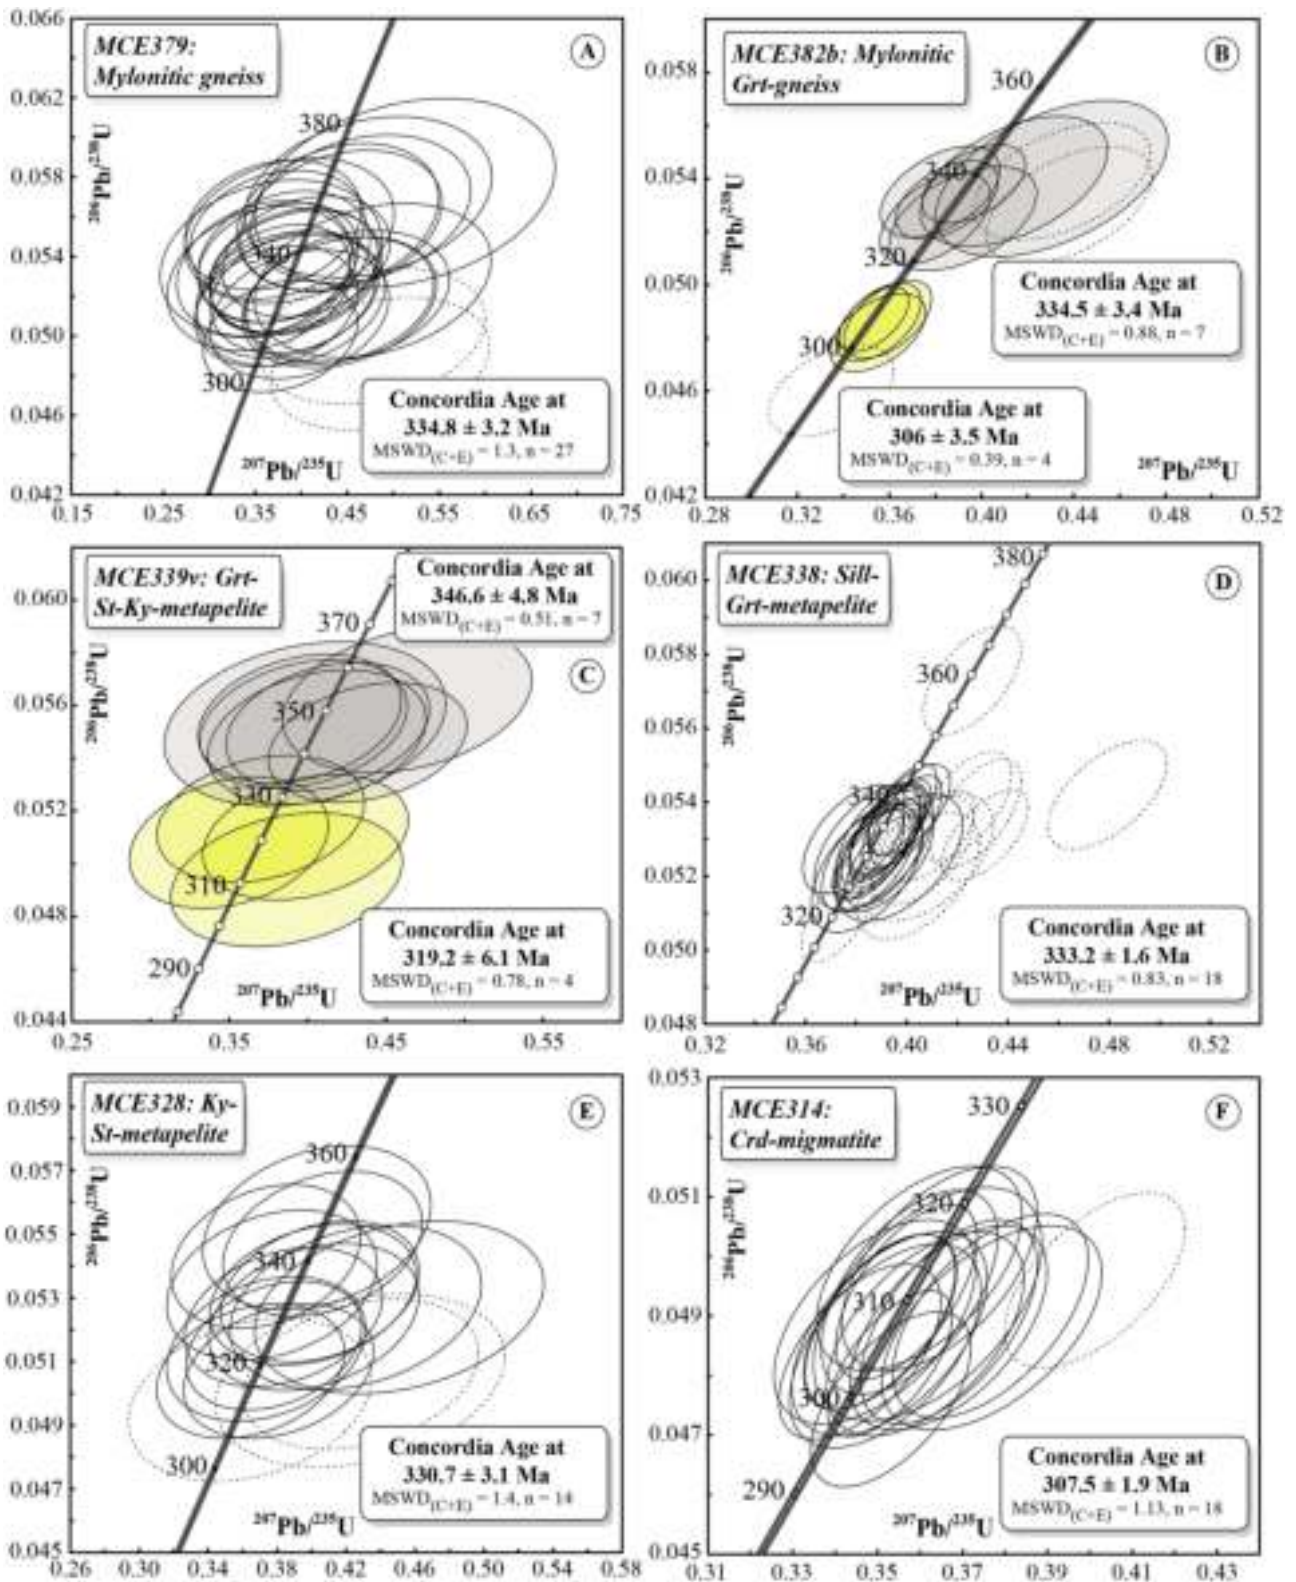 MCE379:
Mylonitic gneiss
A
0.066
0.062
0.058
0.054
0.050
0.046
0.042
²⁰⁶Pb/²³⁸U
380
340
300
Concordia Age at
334.8 ± 3.2 Ma
MSWD(C+E) = 1.3, n = 27
²⁰⁷Pb/²³⁵U
0.15 0.25 0.35 0.45 0.55 0.65 0.75
MCE382b: Mylonitic
Grt-gneiss
B
0.058
0.054
0.050
0.046
0.042
²⁰⁶Pb/²³⁸U
360
340
320
300
Concordia Age at
334.5 ± 3.4 Ma
MSWD(C+E) = 0.88, n = 7
Concordia Age at
306 ± 3.5 Ma
MSWD(C+E) = 0.39, n = 4
²⁰⁷Pb/²³⁵U
0.28 0.32 0.36 0.40 0.44 0.48 0.52
MCE339v: Grt-
St-Ky-metapelite
C
Concordia Age at
346.6 ± 4.8 Ma
MSWD(C+E) = 0.51, n = 7
0.060
0.056
0.052
0.048
0.044
²⁰⁶Pb/²³⁸U
370
350
330
310
290
Concordia Age at
319.2 ± 6.1 Ma
MSWD(C+E) = 0.78, n = 4
²⁰⁷Pb/²³⁵U
0.25 0.35 0.45 0.55
MCE338: Sill-
Grt-metapelite
D
0.060
0.058
0.056
0.054
0.052
0.050
0.048
²⁰⁶Pb/²³⁸U
380
360
340
320
Concordia Age at
333.2 ± 1.6 Ma
MSWD(C+E) = 0.83, n = 18
²⁰⁷Pb/²³⁵U
0.32 0.36 0.40 0.44 0.48 0.52
MCE328: Ky-
St-metapelite
E
0.059
0.057
0.055
0.053
0.051
0.049
0.047
0.045
²⁰⁶Pb/²³⁸U
360
340
320
300
Concordia Age at
330.7 ± 3.1 Ma
MSWD(C+E) = 1.4, n = 14
²⁰⁷Pb/²³⁵U
0.26 0.30 0.34 0.38 0.42 0.46 0.50 0.54 0.58
MCE314:
Crd-migmatite
F
0.053
0.051
0.049
0.047
0.045
²⁰⁶Pb/²³⁸U
330
320
310
300
290
Concordia Age at
307.5 ± 1.9 Ma
MSWD(C+E) = 1.13, n = 18
²⁰⁷Pb/²³⁵U
0.31 0.33 0.35 0.37 0.39 0.41 0.43